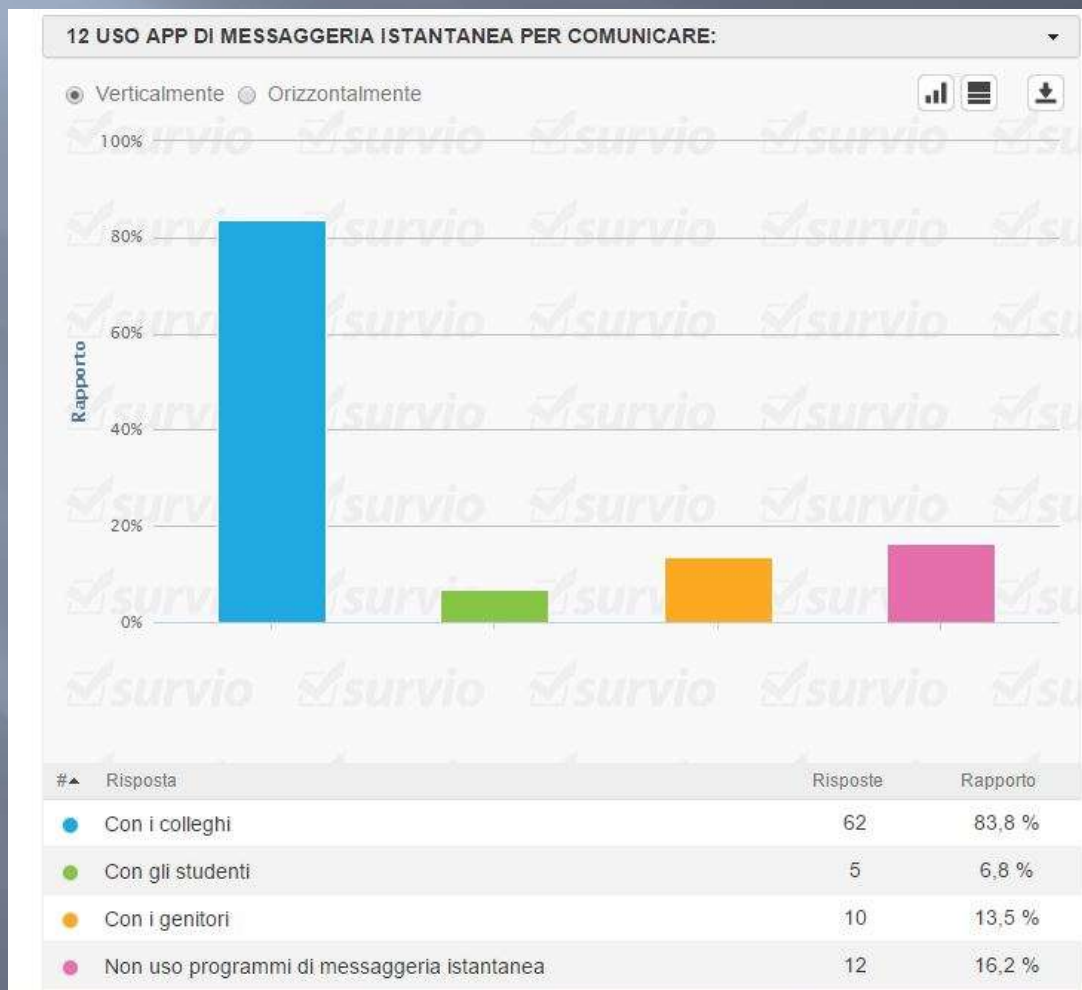 12 USO APP DI MESSAGGERIA ISTANTANEA PER COMUNICARE:
Verticalmente Orizzontalmente
100%
80%
60%
40%
20%
0%
Rapporto
survio
#  Risposta Risposte Rapporto
Con i colleghi 62 83,8 %
Con gli studenti 5 6,8 %
Con i genitori 10 13,5 %
Non uso programmi di messaggeria istantanea 12 16,2 %